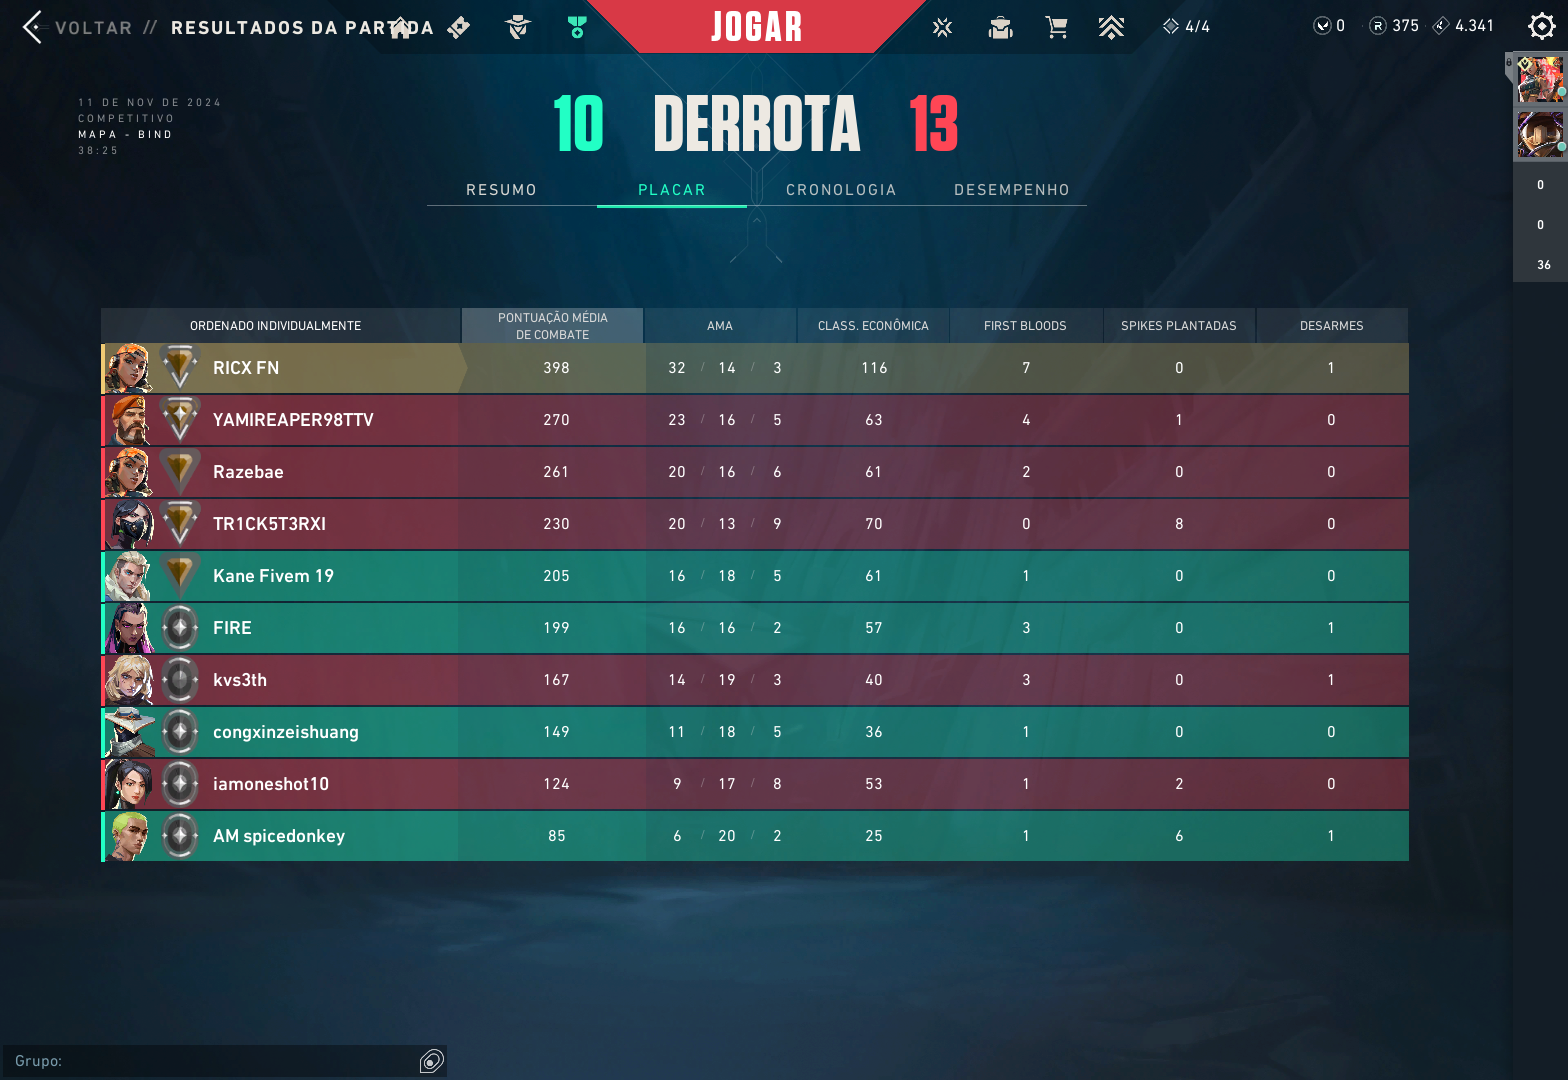 VOLTAR // RESULTADOS DA PARTIDA
JOGAR
4/4
0 375 4.341
11 DE NOV DE 2024
COMPETITIVO
MAPA - BIND
38:25
10 DERROTA 13
RESUMO PLACAR CRONOLOGIA DESEMPENHO
0
0
36
ORDENADO INDIVIDUALMENTE PONTUAÇÃO MÉDIA DE COMBATE AMA CLASS. ECONÔMICA FIRST BLOODS SPIKES PLANTADAS DESARMES
RICX FN 398 32 / 14 / 3 116 7 0 1
YAMIREAPER98TTV 270 23 / 16 / 5 63 4 1 0
Razebae 261 20 / 16 / 6 61 2 0 0
TR1CK5T3RXI 230 20 / 13 / 9 70 0 8 0
Kane Fivem 19 205 16 / 18 / 5 61 1 0 0
FIRE 199 16 / 16 / 2 57 3 0 1
kvs3th 167 14 / 19 / 3 40 3 0 1
congxinzeishuang 149 11 / 18 / 5 36 1 0 0
iamoneshot10 124 9 / 17 / 8 53 1 2 0
AM spicedonkey 85 6 / 20 / 2 25 1 6 1
Grupo: